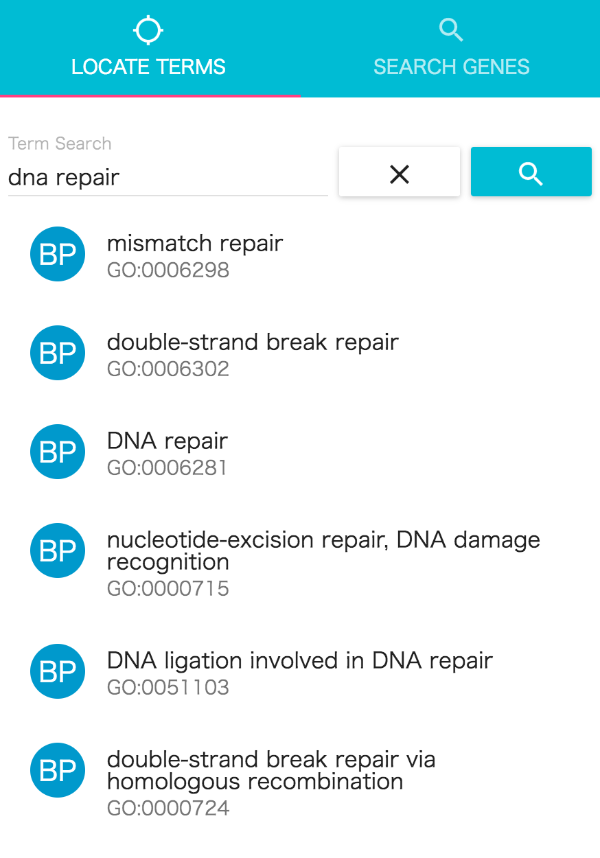 LOCATE TERMS
SEARCH GENES
Term Search
dna repair
BP
mismatch repair
GO:0006298
BP
double-strand break repair
GO:0006302
BP
DNA repair
GO:0006281
BP
nucleotide-excision repair, DNA damage
recognition
GO:0000715
BP
DNA ligation involved in DNA repair
GO:0051103
BP
double-strand break repair via
homologous recombination
GO:0000724